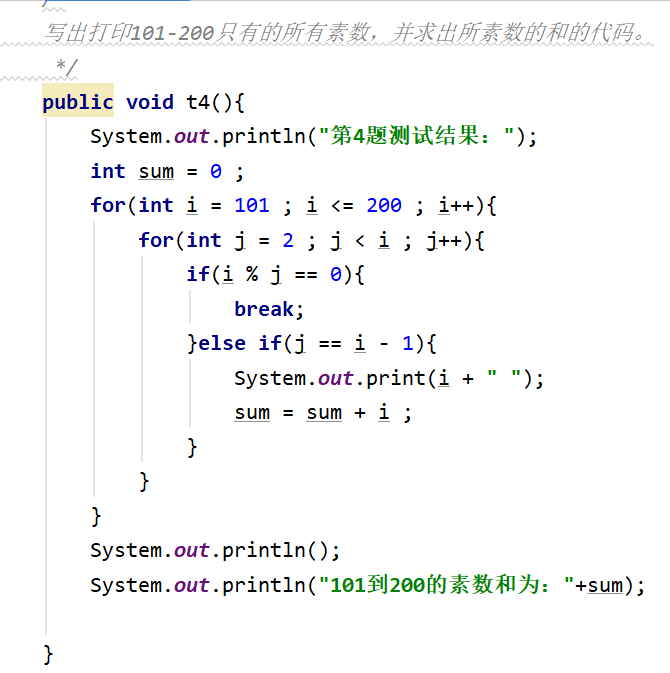 写出打印101-200只有的所有素数，并求出所素数的和的代码。
*/
public void t4(){
System.out.println("第4题测试结果：");
int sum = 0 ;
for(int i = 101 ; i <= 200 ; i++){
for(int j = 2 ; j < i ; j++){
if(i % j == 0){
break;
}else if(j == i - 1){
System.out.print(i + " ");
sum = sum + i ;
}
}
}
System.out.println();
System.out.println("101到200的素数和为："+sum);
}